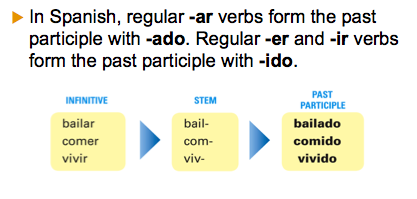 ▶ In Spanish, regular -ar verbs form the past
participle with -ado. Regular -er and -ir verbs
form the past participle with -ido.
INFINITIVE
bailar
comer
vivir
STEM
bail-
com-
viv-
PAST
PARTICIPLE
bailado
comido
vivido